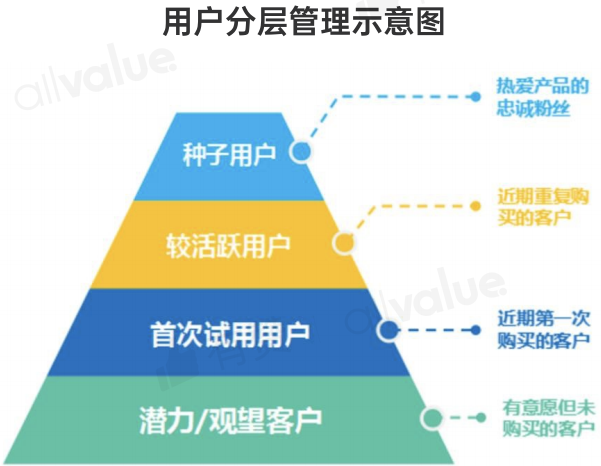 用户分层管理示意图
allvalue
热爱产品的
忠诚粉丝
种子用户
近期重复购
买的客户
较活跃用户
allvalue
近期第一次
购买的客户
首次试用用户
有赞
有意愿但未
购买的客户
潜力/观望客户